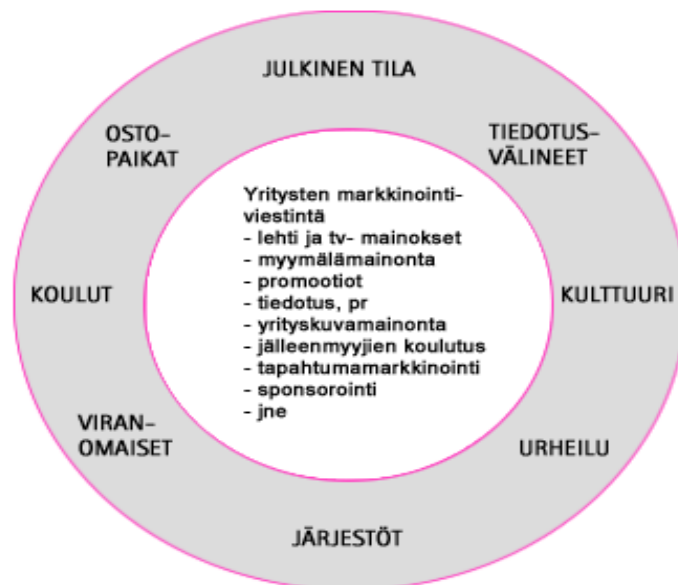 JULKINEN TILA
OSTO-
PAIKAT
TIEDOTUS-
VÄLINEET
Yritysten markkinointi-
viestintä
- lehti ja tv- mainokset
- myymälämainonta
- promootiot
- tiedotus, pr
- yrityskuvamainonta
- jälleenmyyjien koulutus
- tapahtumamarkkinointi
- sponsorointi
- jne
KOULUT
KULTTUURI
VIRAN-
OMAISET
URHEILU
JÄRJESTÖT